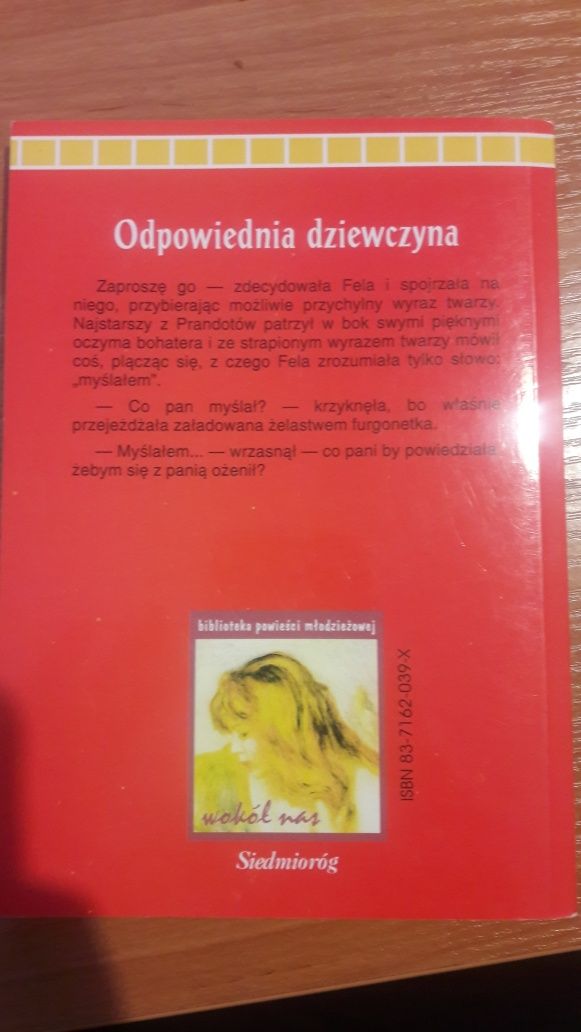 Odpowiednia dziewczyna
Zaproszę go — zdecydowała Fela i spojrzała na
niego, przybierając możliwie przychylny wyraz twarzy.
Najstarszy z Prandotów patrzył w bok swymi pięknymi
oczyma bohatera i ze strapionym wyrazem twarzy mówił
coś, plącząc się, z czego Fela zrozumiała tylko słowo:
„myślałem".
— Co pan myślał? — krzyknęła, bo właśnie
przejeżdżała załadowana żelastwem furgonetka.
— Myślałem... — wrzasnął — co pani by powiedziała,
żebym się z panią ożenił?
biblioteka powieści młodzieżowej
wokół nas
ISBN 83-7162-039-X
Siedmioróg